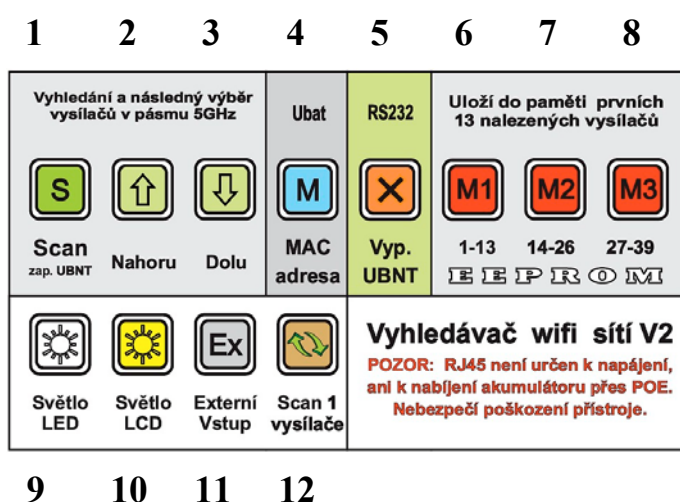 1 2 3 4 5 6 7 8
Vyhledání a následný výběr
vysílačů v pásmu 5GHz
Ubat
RS232
Uloží do paměti prvních
13 nalezených vysílačů
S
M
M1 M2 M3
Scan
zap. UBNT
Nahoru
Dolu
MAC
adresa
Vyp.
UBNT
1-13 14-26 27-39
EEPROM
Ex
Světlo
LED
Světlo
LCD
Externí
Vstup
Scan 1
vysílače
Vyhledávač wifi sítí V2
POZOR: RJ45 není určen k napájení,
ani k nabíjení akumulátoru přes POE.
Nebezpečí poškození přístroje.
9 10 11 12